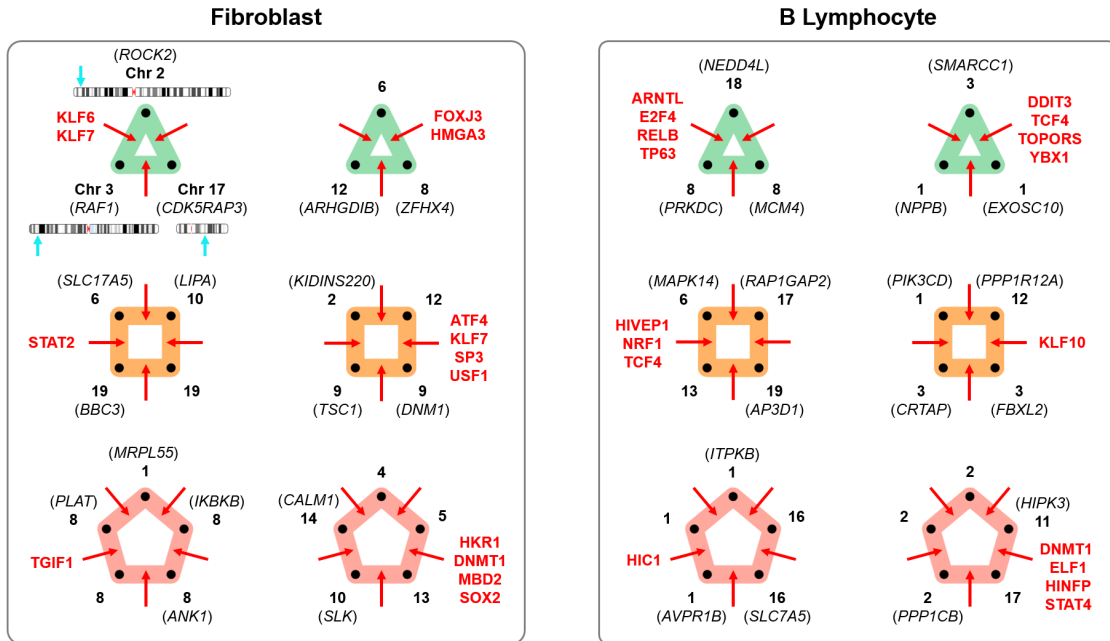 Fibroblast
B Lymphocyte
(ROCK2)
Chr 2
KLF6
KLF7
Chr 3
(RAF1)
Chr 17
(CDK5RAP3)
6
FOXJ3
HMGA3
12
(ARHGDIB)
8
(ZFHX4)
(NEDD4L)
18
ARNTL
E2F4
RELB
TP63
8
(PRKDC)
8
(MCM4)
(SMARCC1)
3
DDIT3
TCF4
TOPORS
YBX1
1
(NPPB)
1
(EXOSC10)
(SLC17A5)
6
(LIPA)
10
STAT2
19
(BBC3)
19
(KIDINS220)
2
12
ATF4
KLF7
SP3
USF1
9
(TSC1)
9
(DNM1)
(MAPK14)
6
(RAP1GAP2)
17
HIVEP1
NRF1
TCF4
13
19
(AP3D1)
(PIK3CD)
1
(PPP1R12A)
12
KLF10
3
(CRTAP)
3
(FBXL2)
(MRPL55)
1
(PLAT)
8
(IKBKB)
8
TGIF1
8
8
(ANK1)
4
(CALM1)
14
5
HKR1
DNMT1
MBD2
SOX2
10
(SLK)
13
(ITPKB)
1
1
16
HIC1
1
(AVPR1B)
16
(SLC7A5)
2
2
(HIPK3)
11
DNMT1
ELF1
HINFP
STAT4
2
(PPP1CB)
17